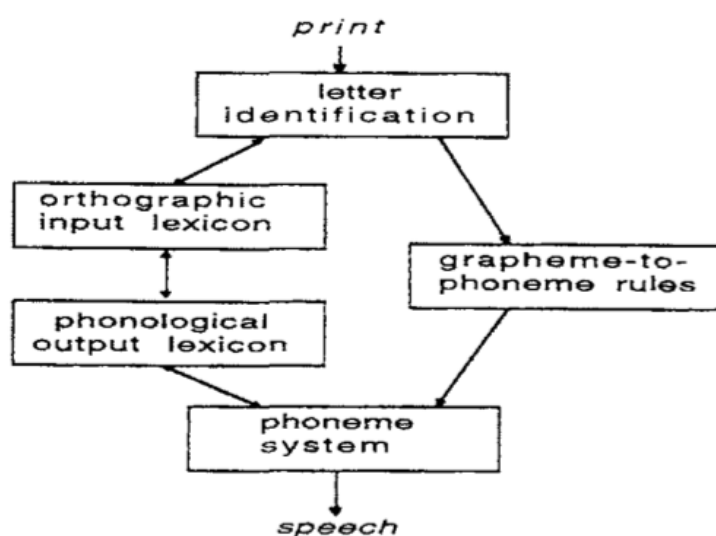 print
letter
identification
orthographic
input lexicon
grapheme-to-
phoneme rules
phonological
output lexicon
phoneme
system
speech